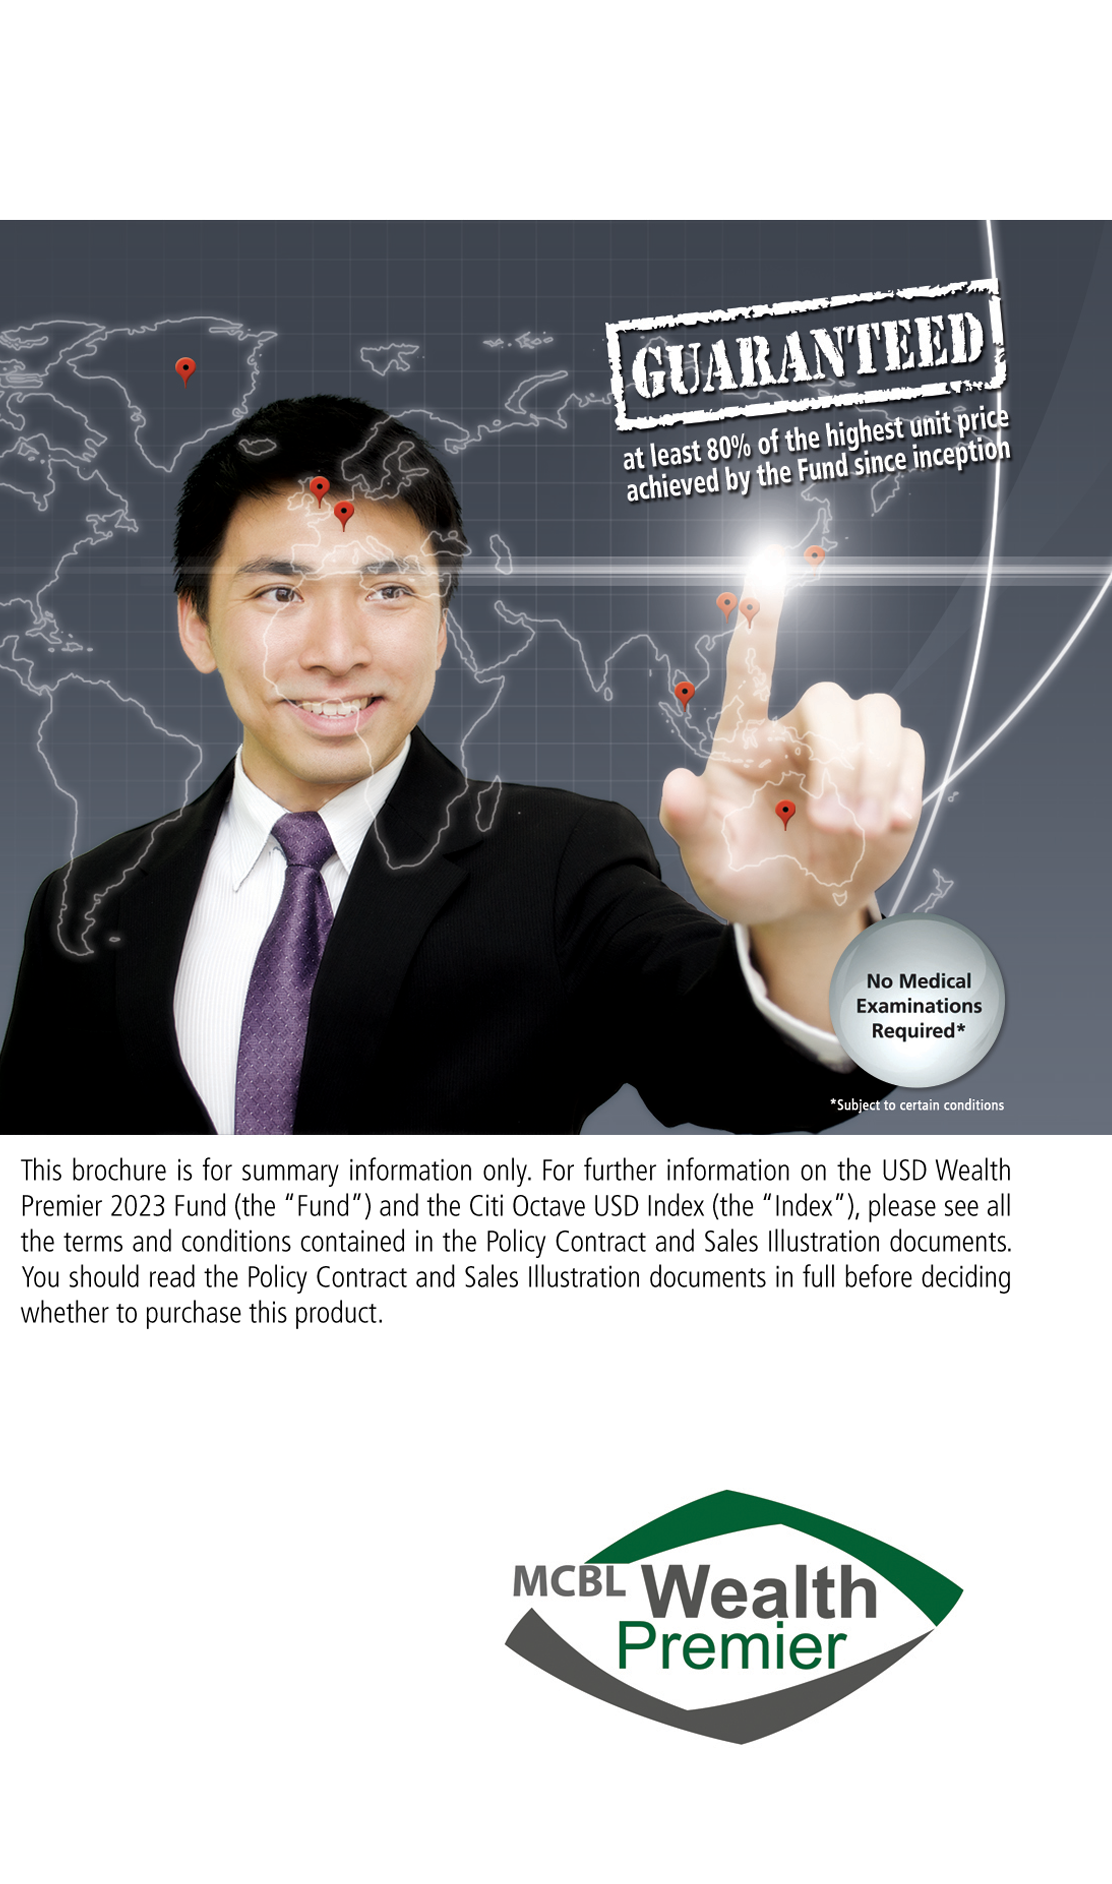 GUARANTEED
at least 80% of the highest unit price
achieved by the Fund since inception
No Medical
Examinations
Required*
*Subject to certain conditions
This brochure is for summary information only. For further information on the USD Wealth
Premier 2023 Fund (the “Fund”) and the Citi Octave USD Index (the “Index”), please see all
the terms and conditions contained in the Policy Contract and Sales Illustration documents.
You should read the Policy Contract and Sales Illustration documents in full before deciding
whether to purchase this product.
MCBL Wealth
Premier